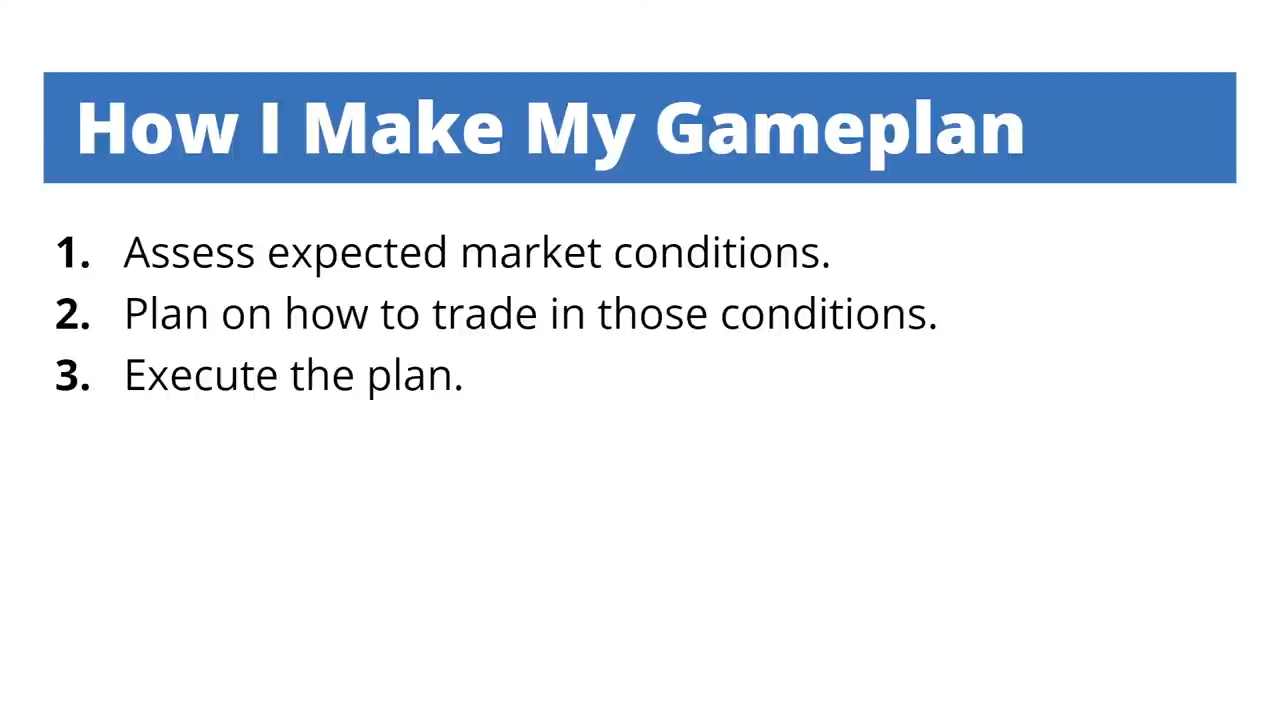 How I Make My Gameplan
1. Assess expected market conditions.
2. Plan on how to trade in those conditions.
3. Execute the plan.